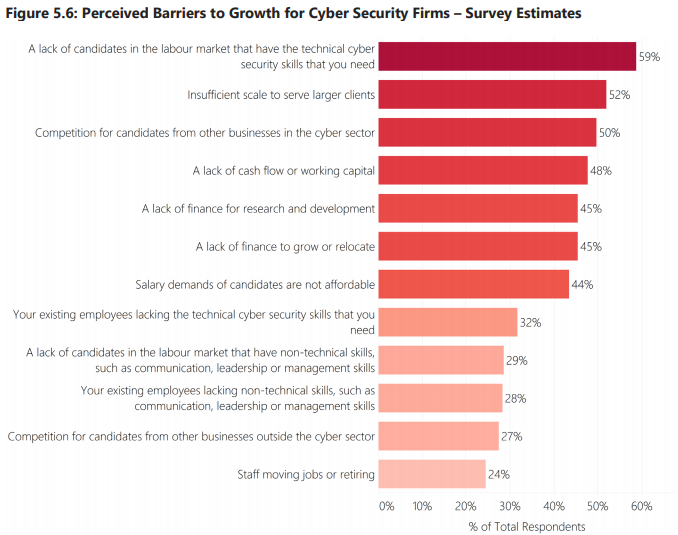 Figure 5.6: Perceived Barriers to Growth for Cyber Security Firms – Survey Estimates
A lack of candidates in the labour market that have the technical cyber
security skills that you need
59%
Insufficient scale to serve larger clients
52%
Competition for candidates from other businesses in the cyber sector
50%
A lack of cash flow or working capital
48%
A lack of finance for research and development
45%
A lack of finance to grow or relocate
45%
Salary demands of candidates are not affordable
44%
Your existing employees lacking the technical cyber security skills that you
need
32%
A lack of candidates in the labour market that have non-technical skills,
such as communication, leadership or management skills
29%
Your existing employees lacking non-technical skills, such as
communication, leadership or management skills
28%
Competition for candidates from other businesses outside the cyber sector
27%
Staff moving jobs or retiring
24%
0% 10% 20% 30% 40% 50% 60%
% of Total Respondents